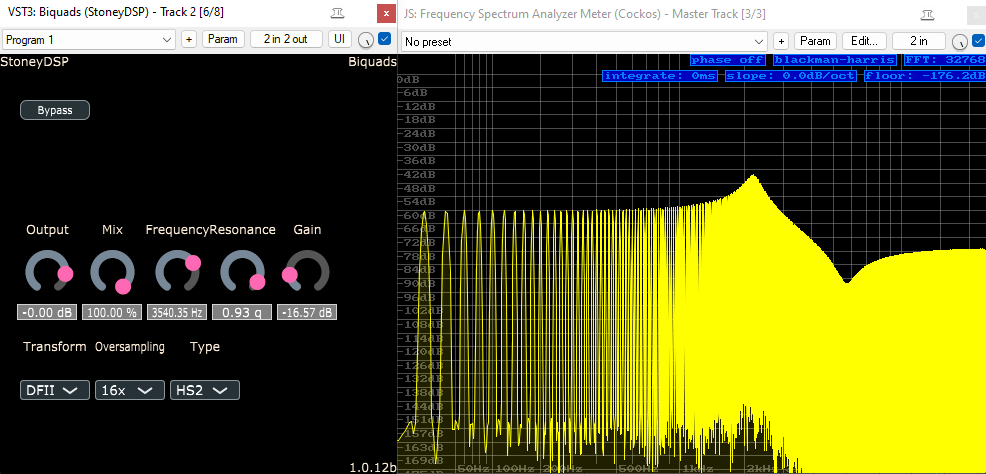 VST3: Biquads (StoneyDSP) - Track 2 [6/8]
Program 1
+
Param
2 in 2 out
UI
StoneyDSP
Biquads
Bypass
Output
Mix
Frequency
Resonance
Gain
-0.00 dB
100.00 %
3540.35 Hz
0.93 q
-16.57 dB
Transform
Oversampling
Type
DFII
16x
HS2
1.0.12b
JS: Frequency Spectrum Analyzer Meter (Cockos) - Master Track [3/3]
No preset
+
Param
Edit...
2 in
phase off
blackman-harris
FFT: 32768
integrate: 0ms
slope: 0.0dB/oct
floor: -176.2dB
0dB
-6dB
-12dB
-18dB
-24dB
-30dB
-36dB
-42dB
-48dB
-54dB
-60dB
-66dB
-72dB
-78dB
-84dB
-90dB
-96dB
-102dB
-108dB
-114dB
-120dB
-126dB
-132dB
-138dB
-144dB
-151dB
-157dB
-163dB
-169dB
50Hz
100Hz
200Hz
500Hz
1kHz
2kHz